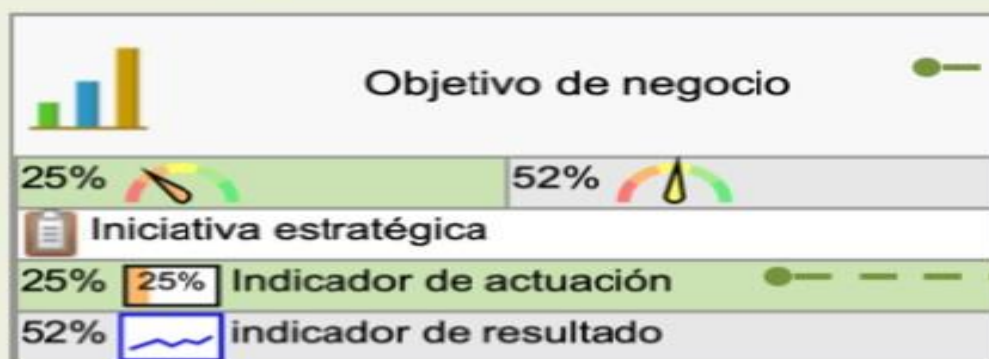 Objetivo de negocio
25% 52%
Iniciativa estratégica
25% 25% Indicador de actuación
52% indicador de resultado